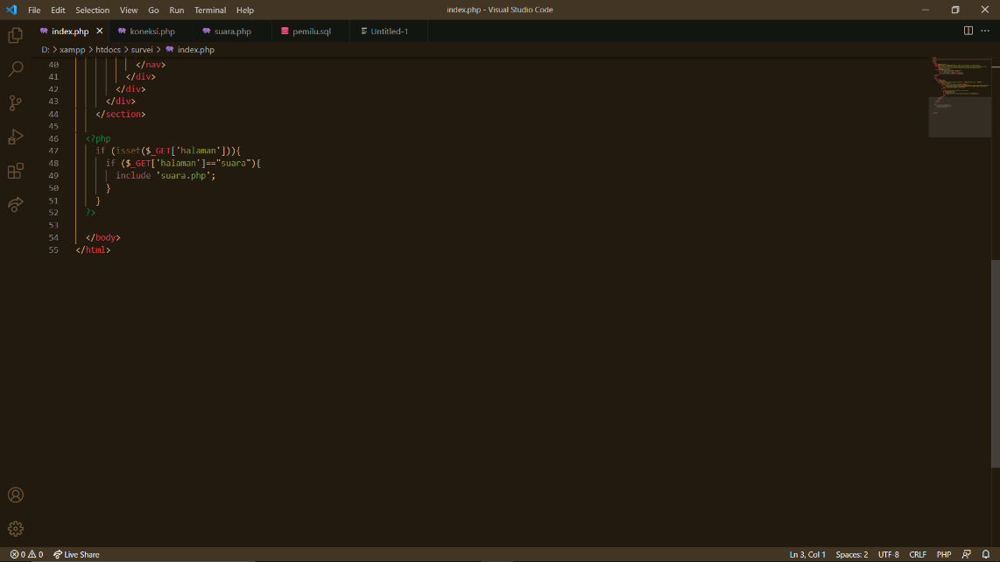 File Edit Selection View Go Run Terminal Help
index.php - Visual Studio Code
index.php koneksi.php suara.php pemilu.sql Untitled-1
D: > xampp > htdocs > survei > index.php
40 </nav>
41 </div>
42 </div>
43 </div>
44 </section>
45
46 <?php
47 if (isset($_GET['halaman'])){
48 if ($_GET['halaman']=="suara"){
49 include 'suara.php';
50 }
51 }
52 ?>
53
54 </body>
55 </html>
0 0 Live Share
Ln 3, Col 1 Spaces: 2 UTF-8 CRLF PHP